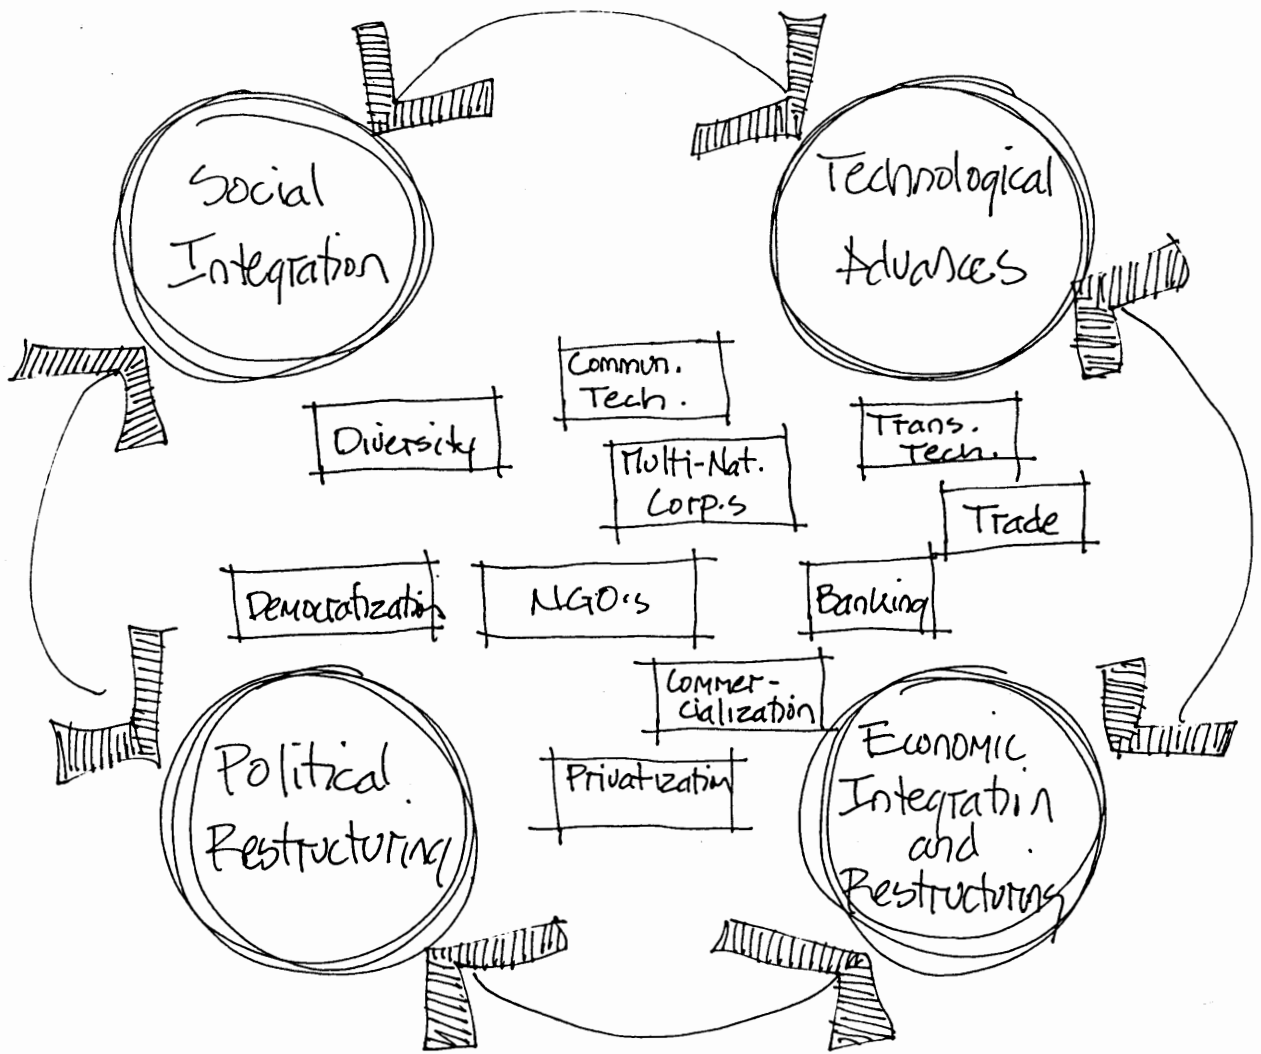 Social
Integration
Technological
Advances
Commun.
Tech.
Diversity
Trans.
Tech.
Multi-Nat.
Corp.s
Trade
Democratization
NGO's
Banking
Commer-
cialization
Privatization
Political
Restructuring
Economic
Integration
and
Restructuring